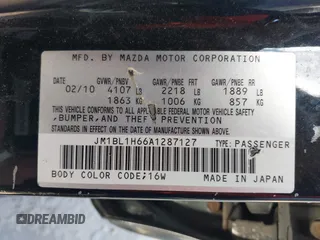 MFD. BY MAZDA MOTOR CORPORATION
GVWR/PNBV GAWR/PNBE FRT GAWR/PNBE RR
02/10 4107 LB 2218 LB 1889 LB
1863 KG 1006 KG 857 KG
THIS VEHICLE CONFORMS TO ALL APPLICABLE
FEDERAL MOTOR VEHICLE SAFETY
,BUMPER,AND THEFT PREVENTION
STANDARDS IN EFFECT ON THE DATE OF
MANUFACTURE SHOWN ABOVE.
JM1BL1H66A1287127 TYPE:PASSENGER
BODY COLOR CODE:16W MADE IN JAPAN
DREAMBID